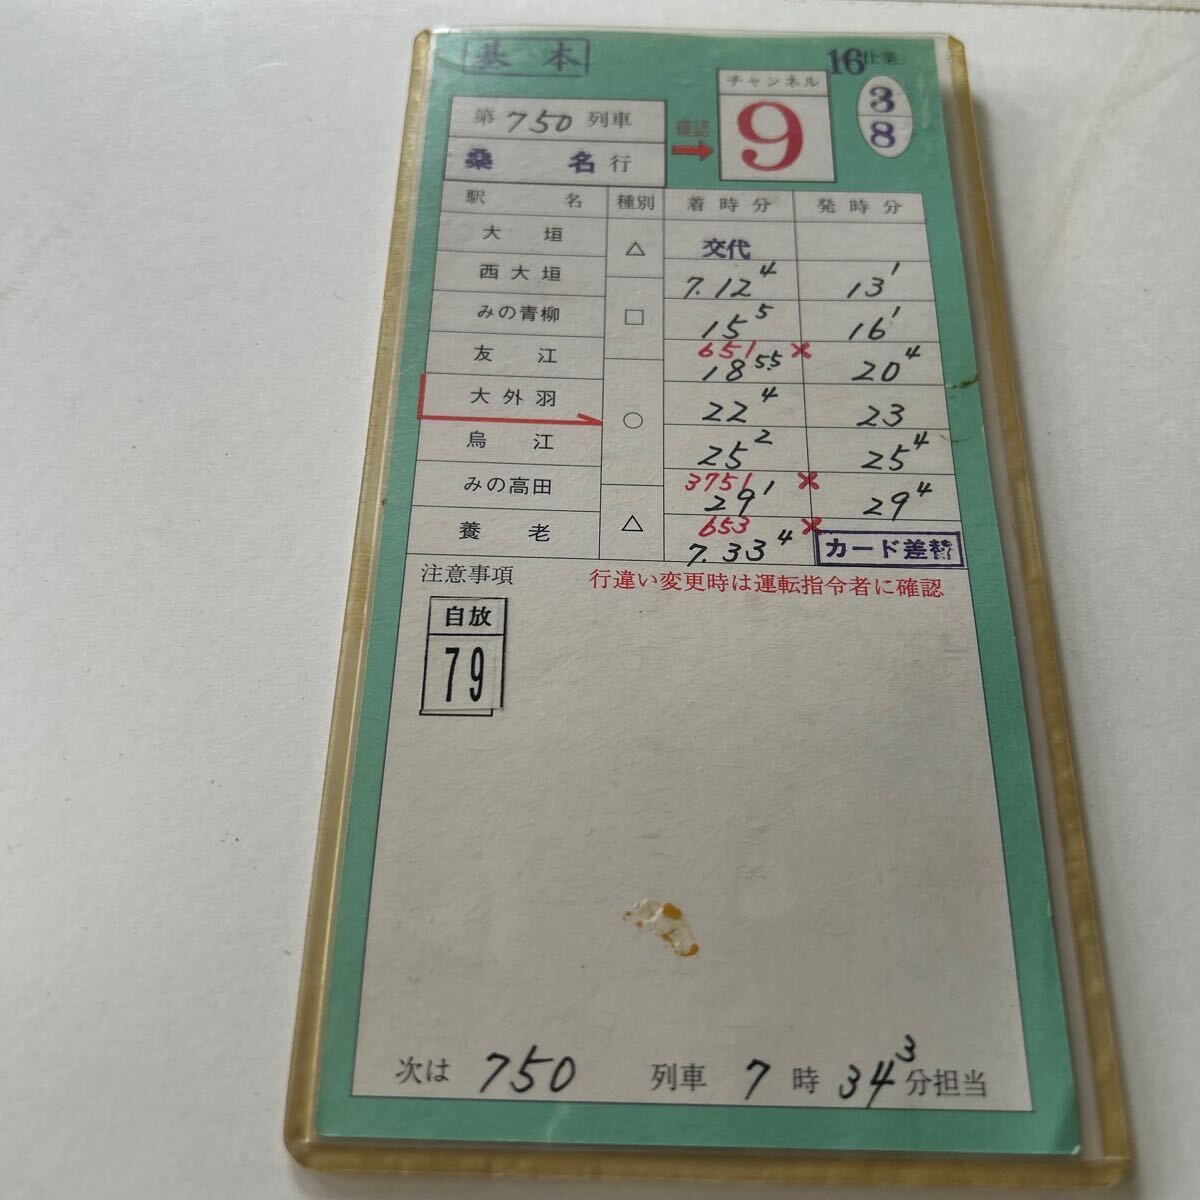 基本
16仕業
3
8
チャンネル
9
第750列車
確認
桑名行
駅名 種別 着時分 発時分
大垣 △ 交代
西大垣 7.12⁴ 13¹
みの青柳 □ 15⁵ 16¹
651 ×
友江 18⁵⁵ 20⁴
大外羽 ○ 22⁴ 23
烏江 25² 25⁴
3751 ×
みの高田 29¹ 29⁴
653 ×
養老 △ 7.33⁴ カード差替
注意事項 行違い変更時は運転指令者に確認
自放
79
次は 750 列車 7 時 34³ 分担当